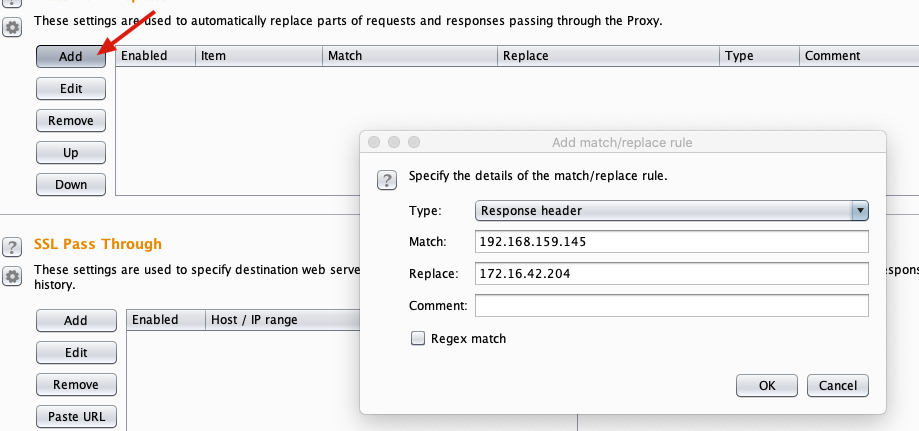 These settings are used to automatically replace parts of requests and responses passing through the Proxy.
Add
Enabled Item Match Replace Type Comment
Edit
Remove
Up
Down
Add match/replace rule
? Specify the details of the match/replace rule.
Type: Response header
Match: 192.168.159.145
Replace: 172.16.42.204
Comment:
Regex match
OK Cancel
? SSL Pass Through
These settings are used to specify destination web serve
history.
Add
Enabled Host / IP range
Edit
Remove
Paste URL